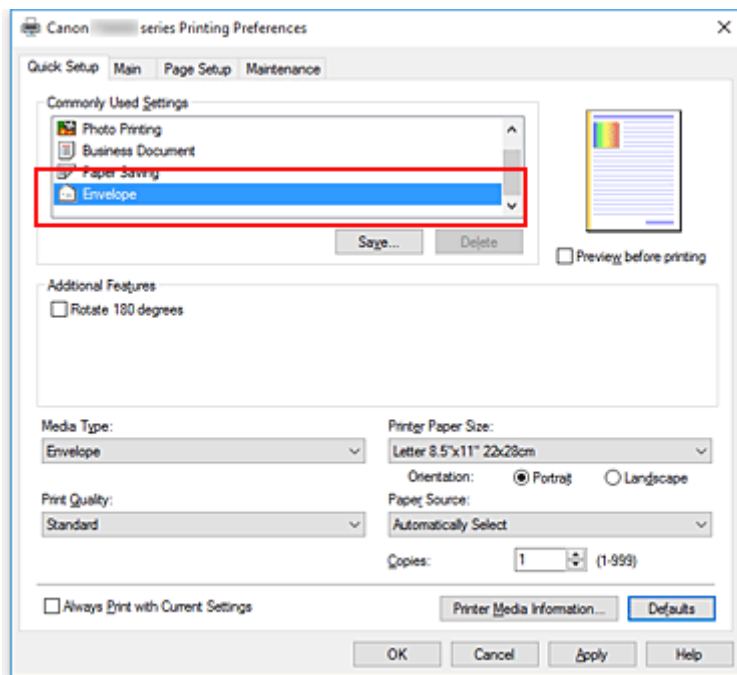 Canon series Printing Preferences
Quick Setup Main Page Setup Maintenance
Commonly Used Settings
Photo Printing
Business Document
Paper Saving
Envelope
Save... Delete
Preview before printing
Additional Features
Rotate 180 degrees
Media Type: Printer Paper Size:
Envelope Letter 8.5"x11" 22x28cm
Orientation: Portrait Landscape
Print Quality: Paper Source:
Standard Automatically Select
Copies: 1 (1-999)
Always Print with Current Settings Printer Media Information... Defaults
OK Cancel Apply Help